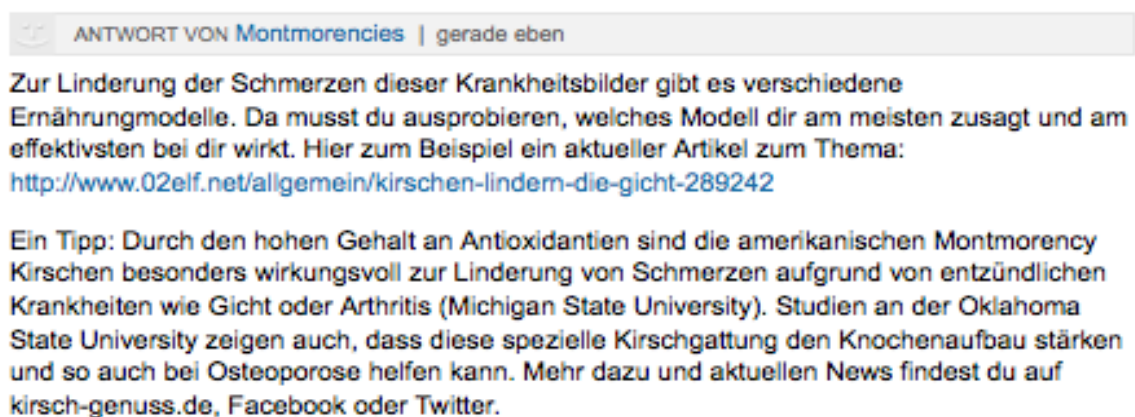 ANTWORT VON Montmorencies | gerade eben
Zur Linderung der Schmerzen dieser Krankheitsbilder gibt es verschiedene
Ernährungmodelle. Da musst du ausprobieren, welches Modell dir am meisten zusagt und am
effektivsten bei dir wirkt. Hier zum Beispiel ein aktueller Artikel zum Thema:
http://www.02elf.net/allgemein/kirschen-lindern-die-gicht-289242
Ein Tipp: Durch den hohen Gehalt an Antioxidantien sind die amerikanischen Montmorency
Kirschen besonders wirkungsvoll zur Linderung von Schmerzen aufgrund von entzündlichen
Krankheiten wie Gicht oder Arthritis (Michigan State University). Studien an der Oklahoma
State University zeigen auch, dass diese spezielle Kirschgattung den Knochenaufbau stärken
und so auch bei Osteoporose helfen kann. Mehr dazu und aktuellen News findest du auf
kirsch-genuss.de, Facebook oder Twitter.